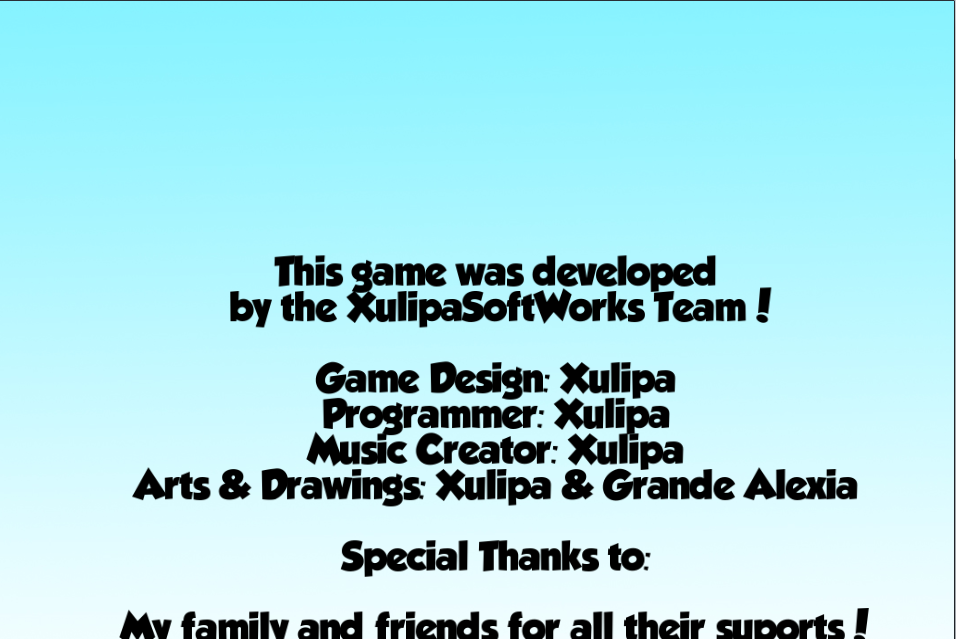 This game was developed
by the XulipaSoftWorks Team!
Game Design: Xulipa
Programmer: Xulipa
Music Creator: Xulipa
Arts & Drawings: Xulipa & Grande Alexia
Special Thanks to:
My family and friends for all their suports!